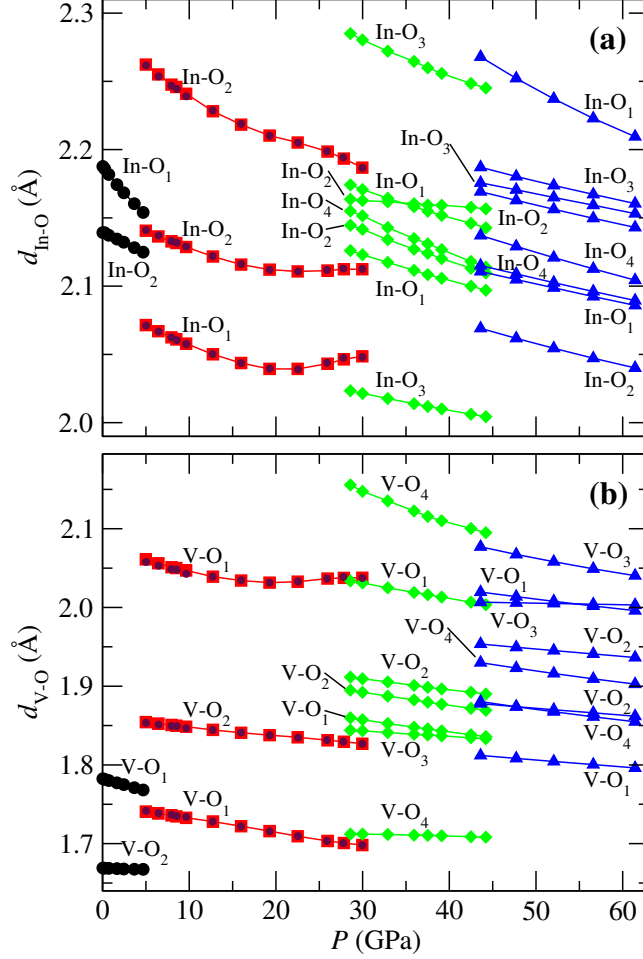 2.3
(a)
In-O₃
In-O₂
In-O₁
In-O₃
2.2
In-O₁
In-O₂
In-O₁
In-O₃
In-O₄
In-O₂
In-O₂
In-O₂
In-O₄
In-O₂
In-O₄
2.1
In-O₁
In-O₁
In-O₁
In-O₂
In-O₃
2.0
d_In-O (Å)
(b)
V-O₄
2.1
V-O₃
V-O₁
V-O₁
V-O₁
2.0
V-O₃
V-O₄
V-O₂
V-O₂
V-O₂
1.9
V-O₂
V-O₂
V-O₁
V-O₄
V-O₃
1.8
V-O₁
V-O₁
V-O₁
V-O₄
1.7
V-O₂
d_V-O (Å)
0 10 20 30 40 50 60
P (GPa)